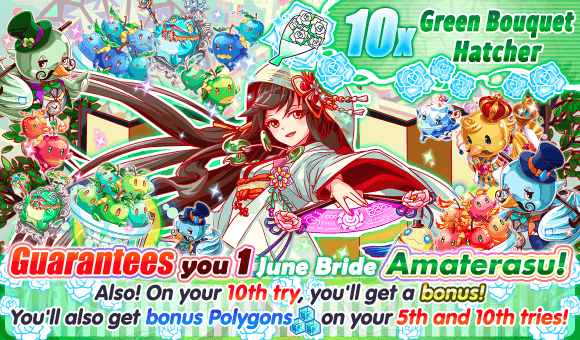 10x Green Bouquet
Hatcher
Guarantees you 1 June Bride Amaterasu!
Also! On your 10th try, you'll get a bonus!
You'll also get bonus Polygons on your 5th and 10th tries!